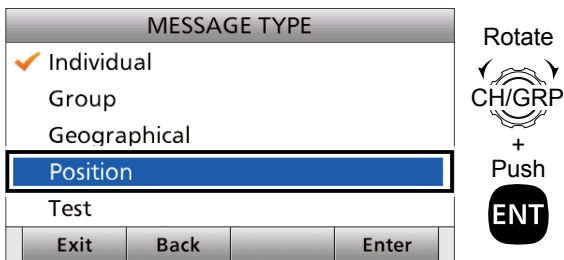 MESSAGE TYPE
Individual
Group
Geographical
Position
Test
Exit Back Enter
Rotate
CH/GRP
+
Push
ENT